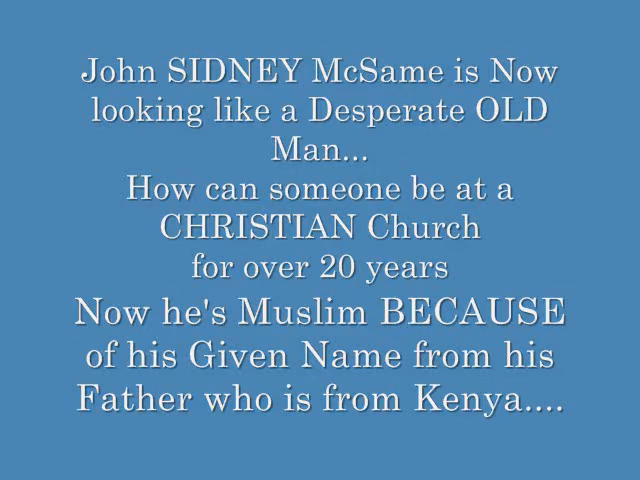 John SIDNEY McSame is Now
looking like a Desperate OLD
Man...
How can someone be at a
CHRISTIAN Church
for over 20 years
Now he's Muslim BECAUSE
of his Given Name from his
Father who is from Kenya....